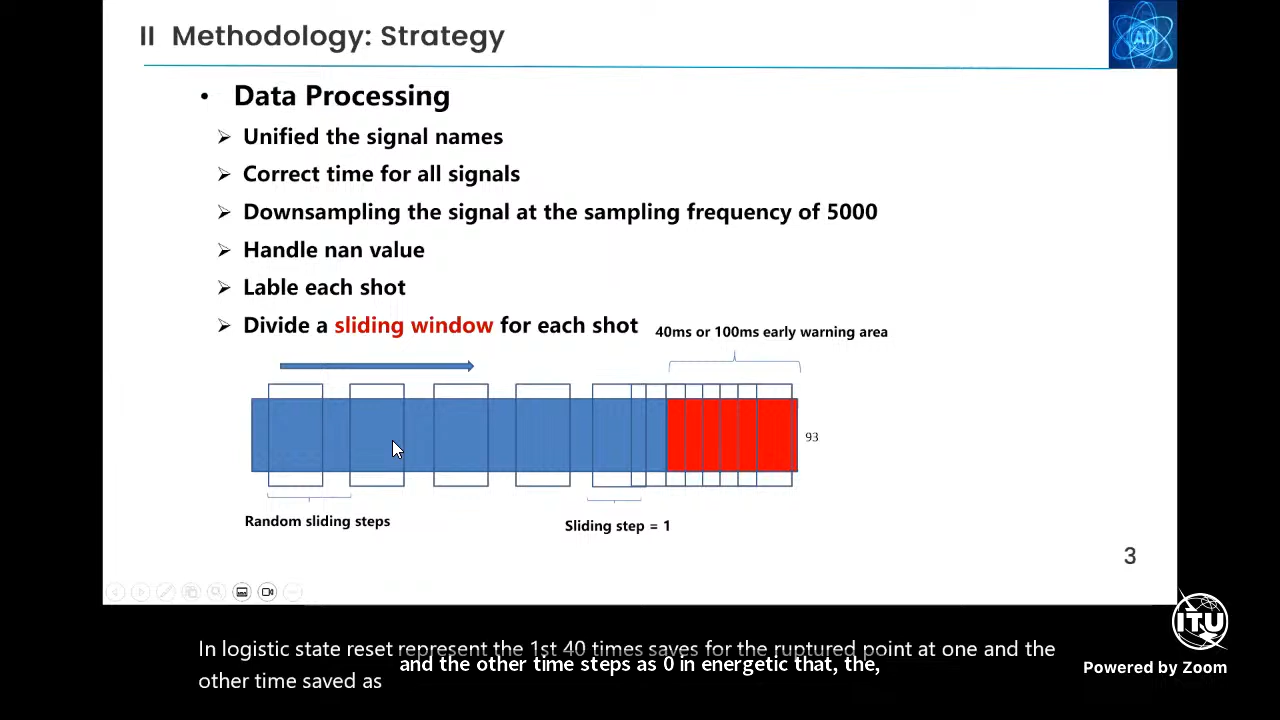 II Methodology: Strategy
AI
• Data Processing
➢ Unified the signal names
➢ Correct time for all signals
➢ Downsampling the signal at the sampling frequency of 5000
➢ Handle nan value
➢ Lable each shot
➢ Divide a sliding window for each shot
40ms or 100ms early warning area
93
Random sliding steps
Sliding step = 1
3
In logistic state reset represent the 1st 40 times saves for the ruptured point at one and the
other time saved as
and the other time steps as 0 in energetic that, the,
ITU
Powered by Zoom